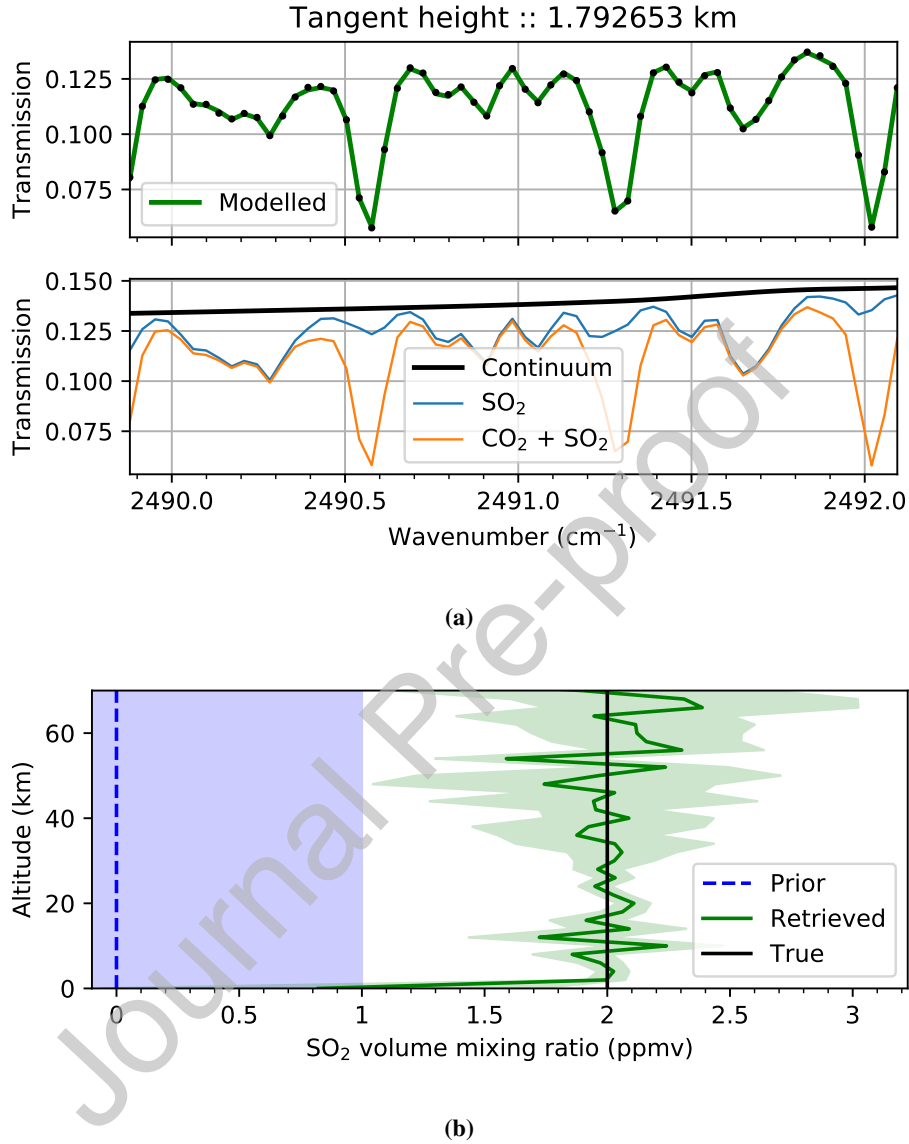 Tangent height :: 1.792653 km
Transmission
0.125
0.100
0.075
Modelled
Transmission
0.150
0.125
0.100
0.075
Continuum
SO₂
CO₂ + SO₂
2490.0 2490.5 2491.0 2491.5 2492.0
Wavenumber (cm⁻¹)
(a)
Altitude (km)
60
40
20
0
Prior
Retrieved
True
0 0.5 1 1.5 2 2.5 3
SO₂ volume mixing ratio (ppmv)
(b)
Journal Pre-proof